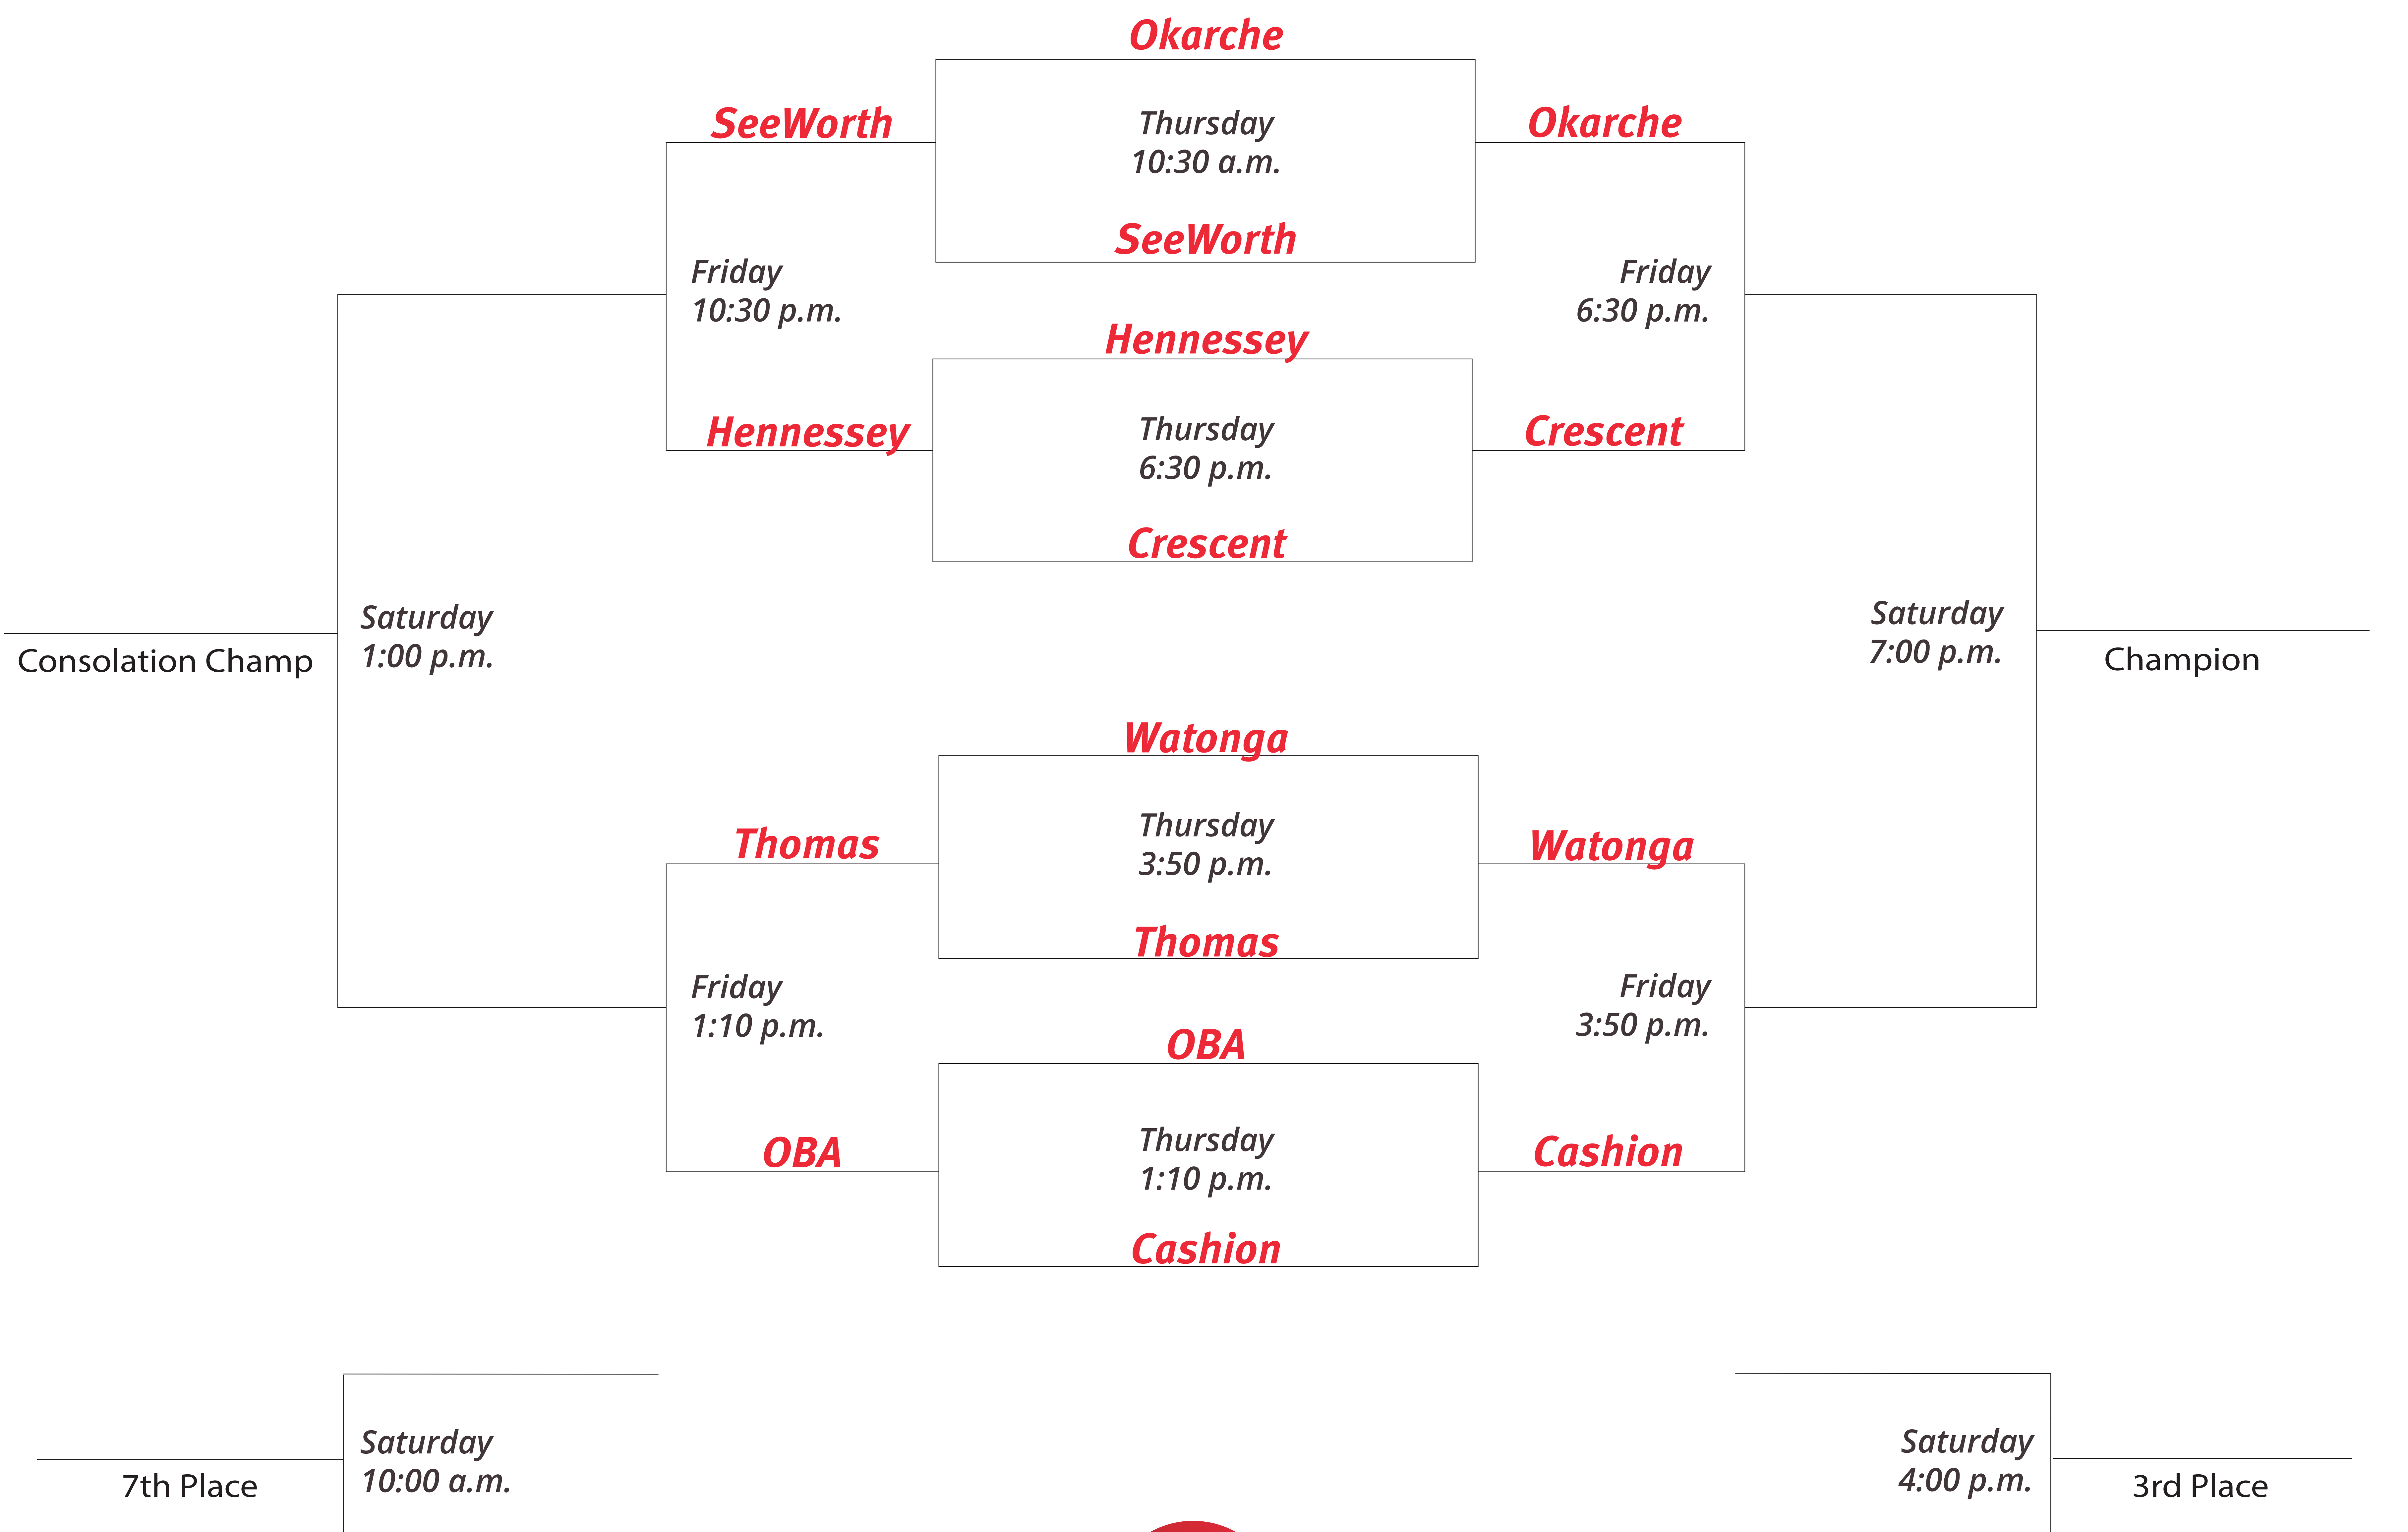 Okarche
SeeWorth
Thursday
10:30 a.m.
Okarche
SeeWorth
Friday
10:30 p.m.
Friday
6:30 p.m.
Hennessey
Hennessey
Thursday
6:30 p.m.
Crescent
Crescent
Saturday
1:00 p.m.
Consolation Champ
Saturday
7:00 p.m.
Champion
Watonga
Thomas
Thursday
3:50 p.m.
Watonga
Thomas
Friday
1:10 p.m.
Friday
3:50 p.m.
OBA
OBA
Thursday
1:10 p.m.
Cashion
Cashion
Saturday
10:00 a.m.
7th Place
Saturday
4:00 p.m.
3rd Place